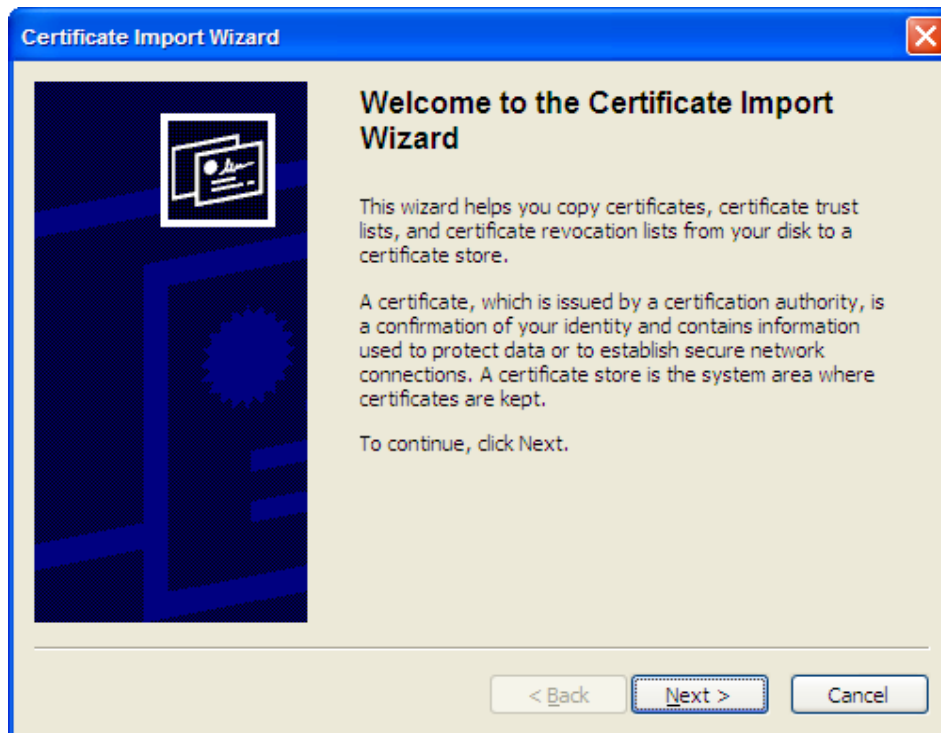 Certificate Import Wizard
Welcome to the Certificate Import
Wizard
This wizard helps you copy certificates, certificate trust
lists, and certificate revocation lists from your disk to a
certificate store.
A certificate, which is issued by a certification authority, is
a confirmation of your identity and contains information
used to protect data or to establish secure network
connections. A certificate store is the system area where
certificates are kept.
To continue, click Next.
< Back
Next >
Cancel